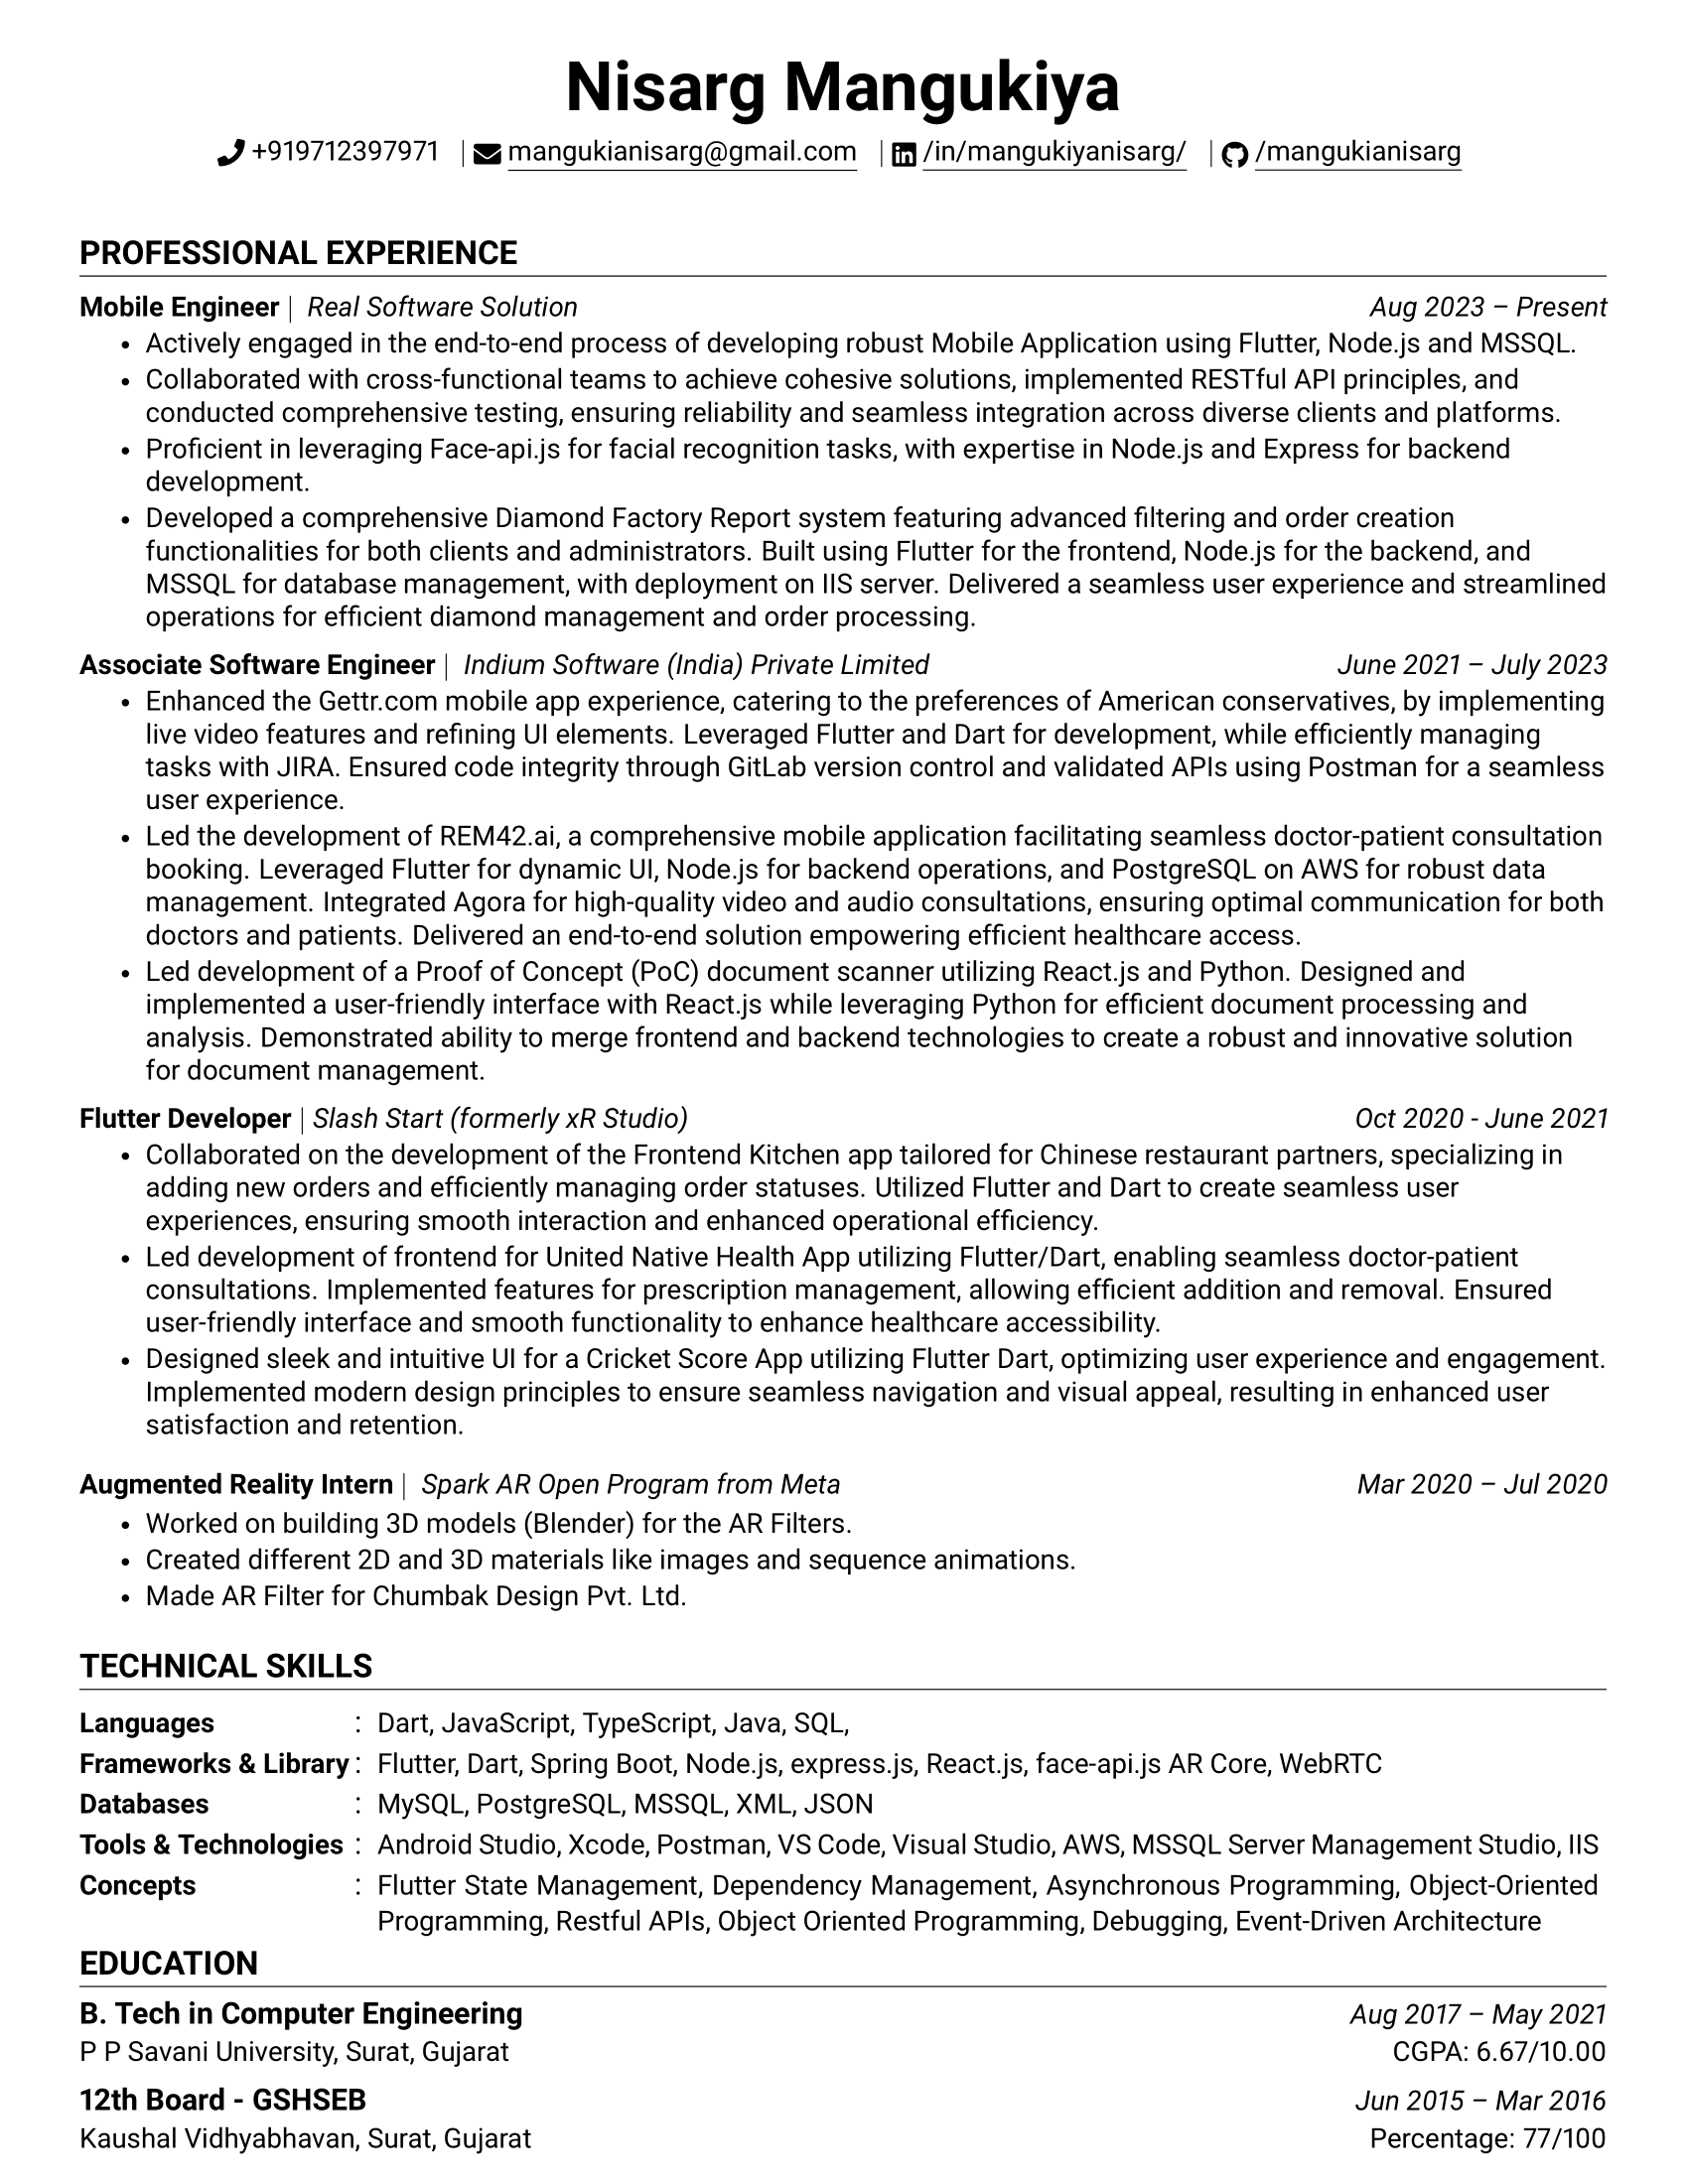 Nisarg Mangukiya
+919712397971 | mangukianisarg@gmail.com | /in/mangukiyanisarg/ | /mangukianisarg
PROFESSIONAL EXPERIENCE
Mobile Engineer | Real Software Solution Aug 2023 – Present
• Actively engaged in the end-to-end process of developing robust Mobile Application using Flutter, Node.js and MSSQL.
• Collaborated with cross-functional teams to achieve cohesive solutions, implemented RESTful API principles, and
conducted comprehensive testing, ensuring reliability and seamless integration across diverse clients and platforms.
• Proficient in leveraging Face-api.js for facial recognition tasks, with expertise in Node.js and Express for backend
development.
• Developed a comprehensive Diamond Factory Report system featuring advanced filtering and order creation
functionalities for both clients and administrators. Built using Flutter for the frontend, Node.js for the backend, and
MSSQL for database management, with deployment on IIS server. Delivered a seamless user experience and streamlined
operations for efficient diamond management and order processing.
Associate Software Engineer | Indium Software (India) Private Limited June 2021 – July 2023
• Enhanced the Gettr.com mobile app experience, catering to the preferences of American conservatives, by implementing
live video features and refining UI elements. Leveraged Flutter and Dart for development, while efficiently managing
tasks with JIRA. Ensured code integrity through GitLab version control and validated APIs using Postman for a seamless
user experience.
• Led the development of REM42.ai, a comprehensive mobile application facilitating seamless doctor-patient consultation
booking. Leveraged Flutter for dynamic UI, Node.js for backend operations, and PostgreSQL on AWS for robust data
management. Integrated Agora for high-quality video and audio consultations, ensuring optimal communication for both
doctors and patients. Delivered an end-to-end solution empowering efficient healthcare access.
• Led development of a Proof of Concept (PoC) document scanner utilizing React.js and Python. Designed and
implemented a user-friendly interface with React.js while leveraging Python for efficient document processing and
analysis. Demonstrated ability to merge frontend and backend technologies to create a robust and innovative solution
for document management.
Flutter Developer | Slash Start (formerly xR Studio) Oct 2020 - June 2021
• Collaborated on the development of the Frontend Kitchen app tailored for Chinese restaurant partners, specializing in
adding new orders and efficiently managing order statuses. Utilized Flutter and Dart to create seamless user
experiences, ensuring smooth interaction and enhanced operational efficiency.
• Led development of frontend for United Native Health App utilizing Flutter/Dart, enabling seamless doctor-patient
consultations. Implemented features for prescription management, allowing efficient addition and removal. Ensured
user-friendly interface and smooth functionality to enhance healthcare accessibility.
• Designed sleek and intuitive UI for a Cricket Score App utilizing Flutter Dart, optimizing user experience and engagement.
Implemented modern design principles to ensure seamless navigation and visual appeal, resulting in enhanced user
satisfaction and retention.
Augmented Reality Intern | Spark AR Open Program from Meta Mar 2020 – Jul 2020
• Worked on building 3D models (Blender) for the AR Filters.
• Created different 2D and 3D materials like images and sequence animations.
• Made AR Filter for Chumbak Design Pvt. Ltd.
TECHNICAL SKILLS
Languages : Dart, JavaScript, TypeScript, Java, SQL,
Frameworks & Library : Flutter, Dart, Spring Boot, Node.js, express.js, React.js, face-api.js AR Core, WebRTC
Databases : MySQL, PostgreSQL, MSSQL, XML, JSON
Tools & Technologies : Android Studio, Xcode, Postman, VS Code, Visual Studio, AWS, MSSQL Server Management Studio, IIS
Concepts : Flutter State Management, Dependency Management, Asynchronous Programming, Object-Oriented
Programming, Restful APIs, Object Oriented Programming, Debugging, Event-Driven Architecture
EDUCATION
B. Tech in Computer Engineering Aug 2017 – May 2021
P P Savani University, Surat, Gujarat CGPA: 6.67/10.00
12th Board - GSHSEB Jun 2015 – Mar 2016
Kaushal Vidhyabhavan, Surat, Gujarat Percentage: 77/100